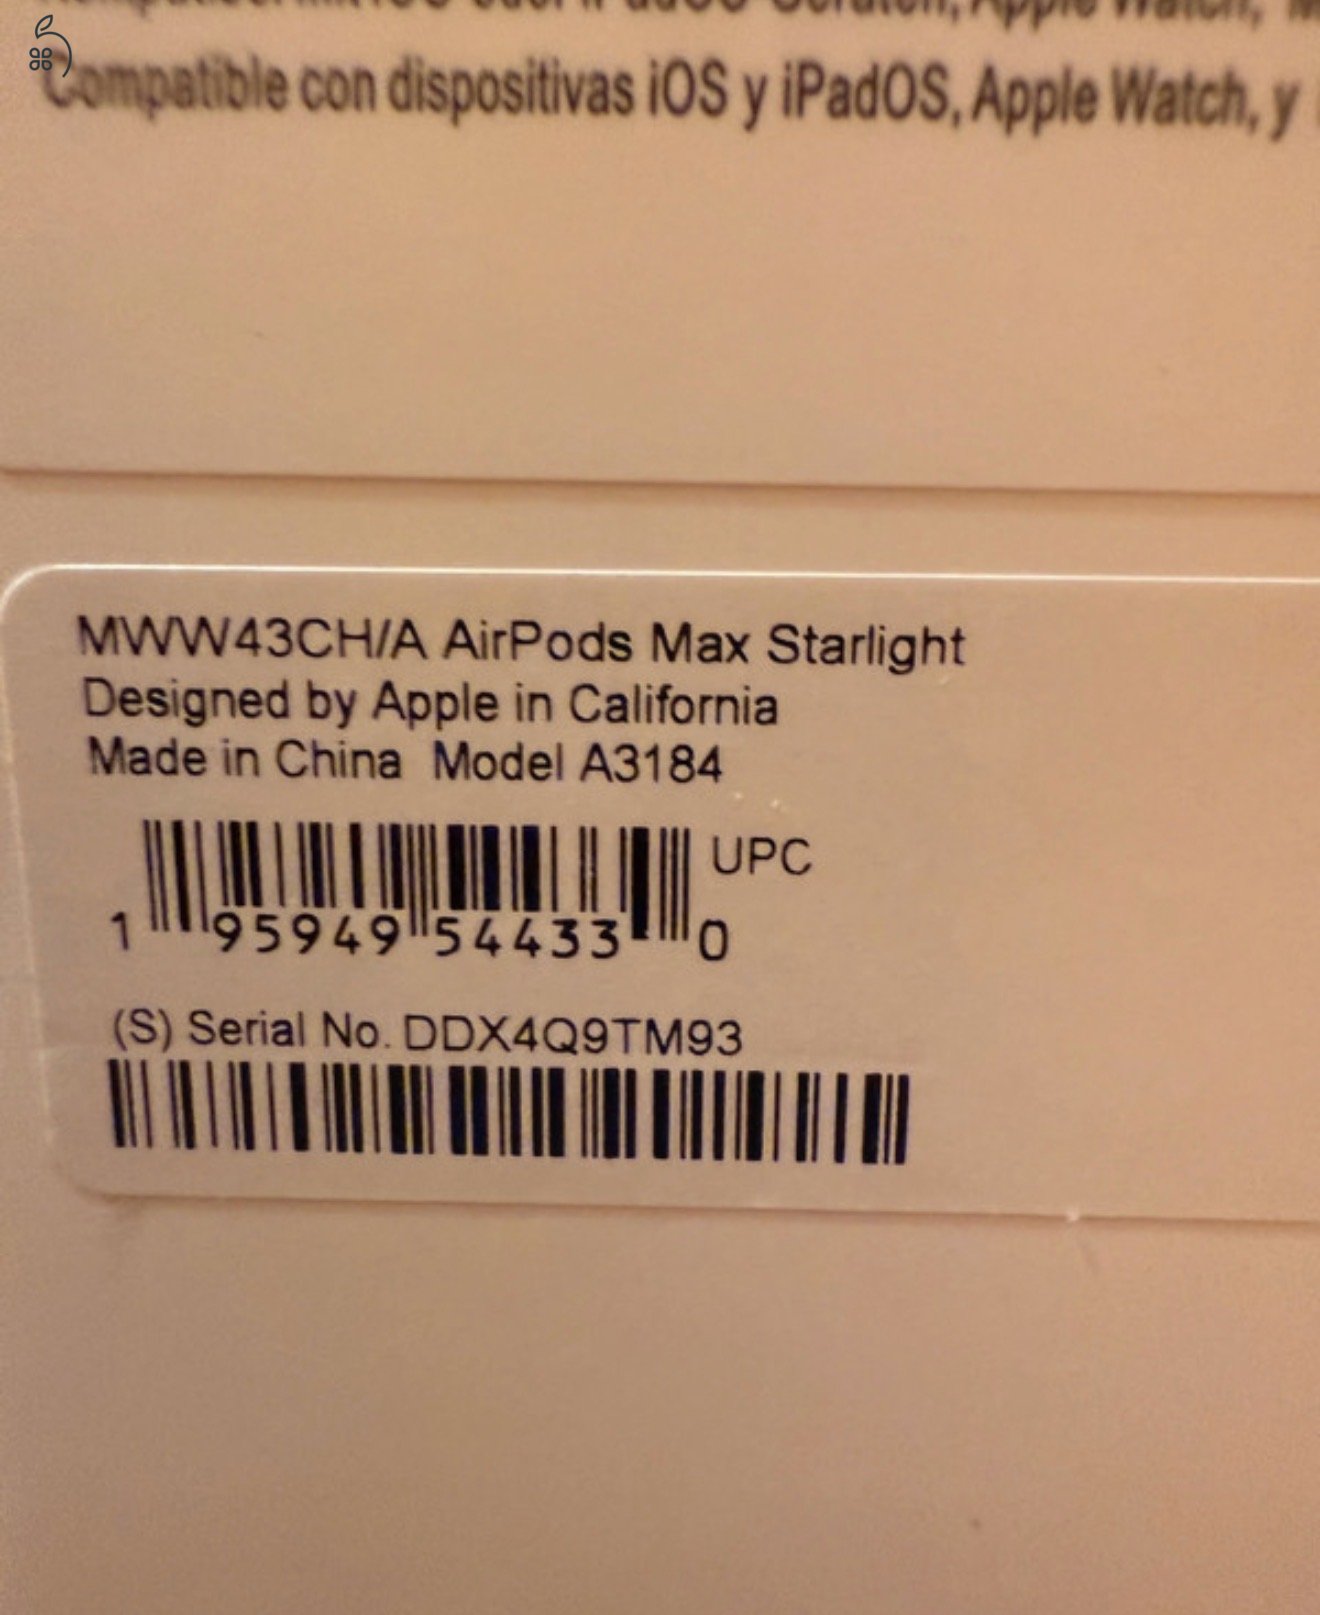 Compatible con dispositivas iOS y iPadOS, Apple Watch, y
MWW43CH/A AirPods Max Starlight
Designed by Apple in California
Made in China Model A3184
UPC
1 95949 54433 0
(S) Serial No. DDX4Q9TM93